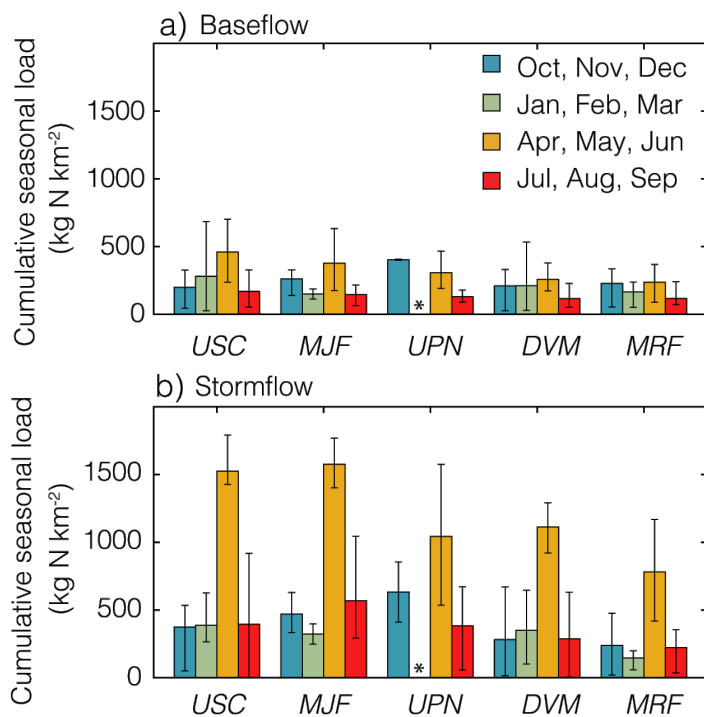 a) Baseflow
Cumulative seasonal load
(kg N km-2)
1500
1000
500
0
Oct, Nov, Dec
Jan, Feb, Mar
Apr, May, Jun
Jul, Aug, Sep
*
USC MJF UPN DVM MRF
b) Stormflow
Cumulative seasonal load
(kg N km-2)
1500
1000
500
0
*
USC MJF UPN DVM MRF